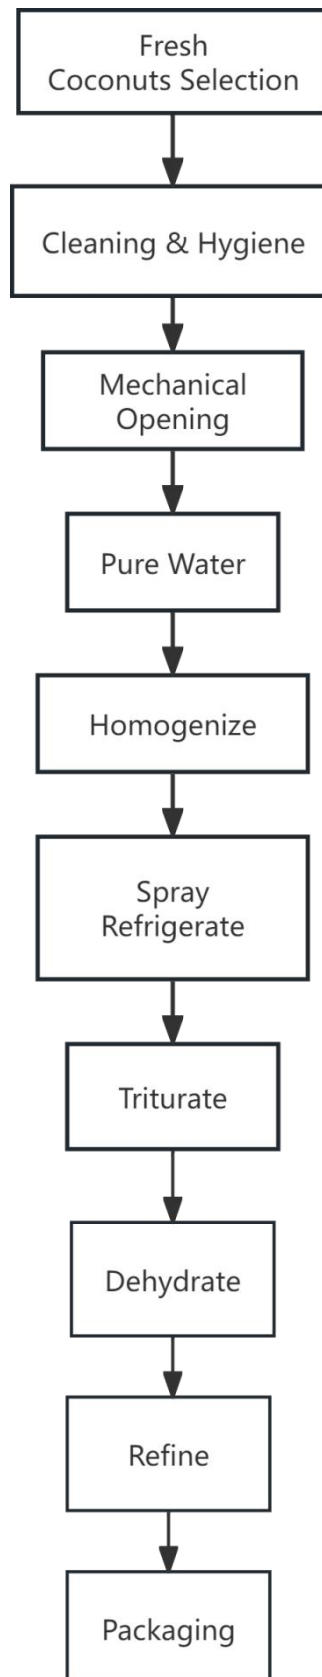 Fresh
Coconuts Selection
Cleaning & Hygiene
Mechanical
Opening
Pure Water
Homogenize
Spray
Refrigerate
Triturate
Dehydrate
Refine
Packaging